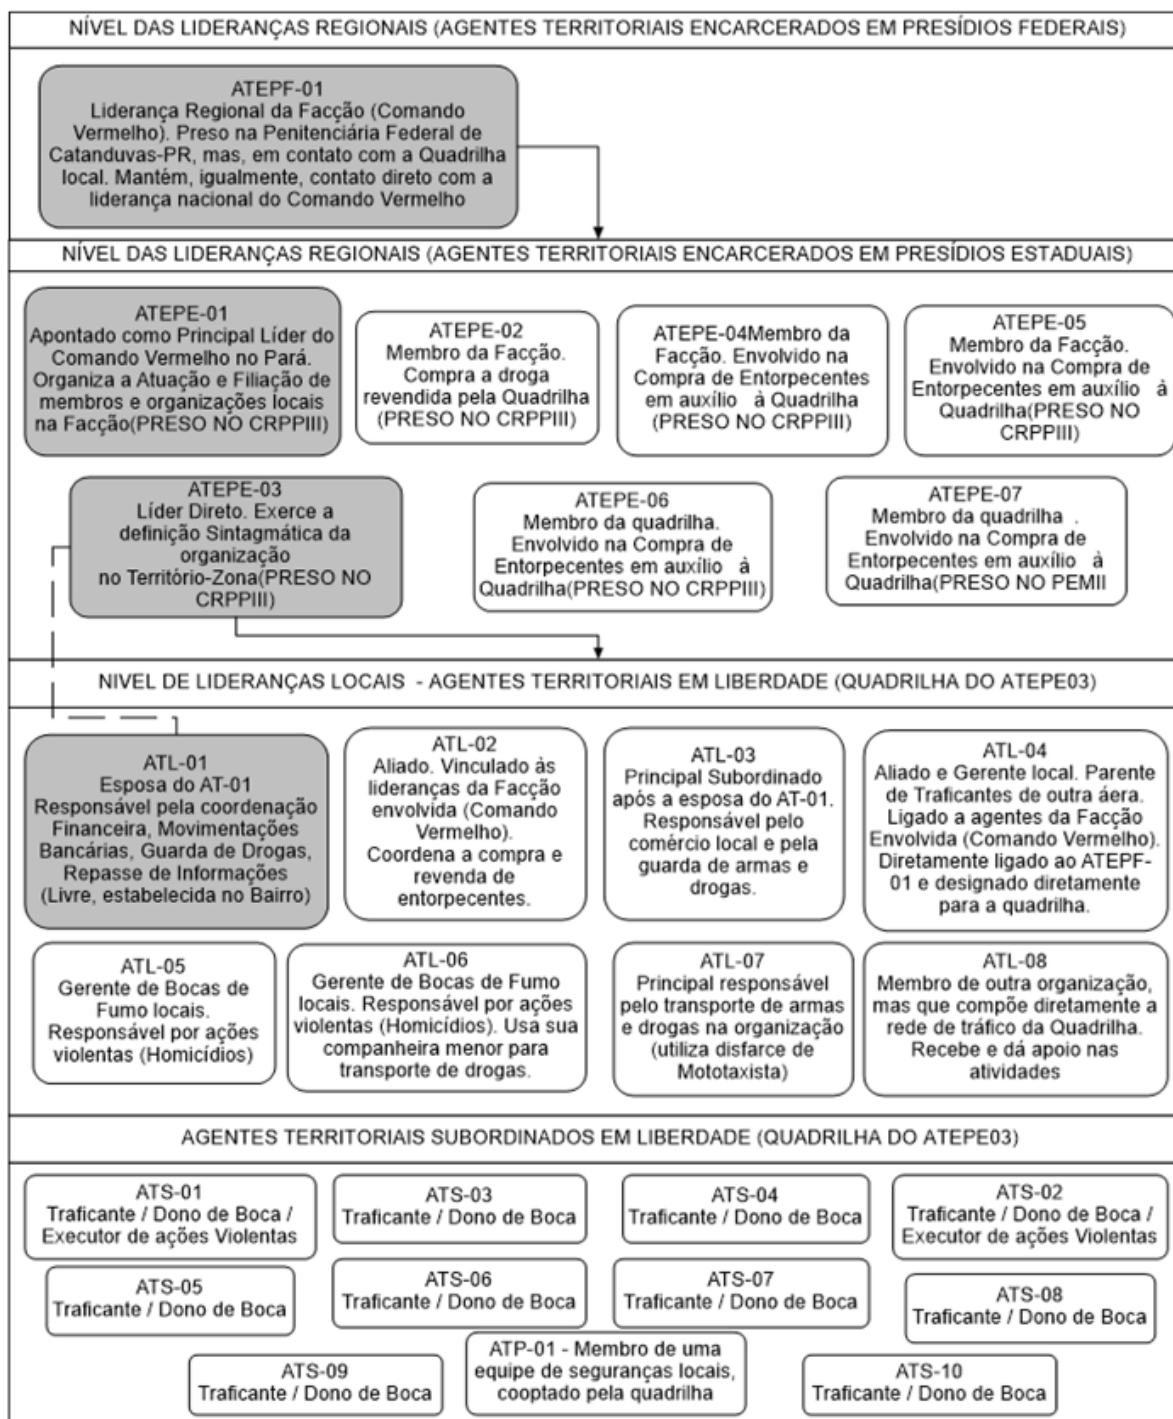 NÍVEL DAS LIDERANÇAS REGIONAIS (AGENTES TERRITORIAIS ENCARCERADOS EM PRESÍDIOS FEDERAIS)
ATEPF-01
Liderança Regional da Facção (Comando
Vermelho). Preso na Penitenciária Federal de
Catanduvas-PR, mas, em contato com a Quadrilha
local. Mantém, igualmente, contato direto com a
liderança nacional do Comando Vermelho
NÍVEL DAS LIDERANÇAS REGIONAIS (AGENTES TERRITORIAIS ENCARCERADOS EM PRESÍDIOS ESTADUAIS)
ATEPE-01
Apontado como Principal Líder do
Comando Vermelho no Pará.
Organiza a Atuação e Filiação de
membros e organizações locais
na Facção(PRESO NO CRPPIII)
ATEPE-02
Membro da Facção.
Compra a droga
revendida pela Quadrilha
(PRESO NO CRPPIII)
ATEPE-04Membro da
Facção. Envolvido na
Compra de Entorpecentes
em auxílio à Quadrilha
(PRESO NO CRPPIII)
ATEPE-05
Membro da Facção.
Envolvido na Compra de
Entorpecentes em auxílio à
Quadrilha(PRESO NO
CRPPIII)
ATEPE-03
Líder Direto. Exerce a
definição Sintagmática da
organização
no Território-Zona(PRESO NO
CRPPIII)
ATEPE-06
Membro da quadrilha.
Envolvido na Compra de
Entorpecentes em auxílio à
Quadrilha(PRESO NO CRPPIII)
ATEPE-07
Membro da quadrilha .
Envolvido na Compra de
Entorpecentes em auxílio à
Quadrilha(PRESO NO PEMII
NIVEL DE LIDERANÇAS LOCAIS - AGENTES TERRITORIAIS EM LIBERDADE (QUADRILHA DO ATEPE03)
ATL-01
Esposa do AT-01
Responsável pela coordenação
Financeira, Movimentações
Bancárias, Guarda de Drogas,
Repasse de Informações
(Livre, estabelecida no Bairro)
ATL-02
Aliado. Vinculado às
lideranças da Facção
envolvida (Comando
Vermelho).
Coordena a compra e
revenda de
entorpecentes.
ATL-03
Principal Subordinado
após a esposa do AT-01.
Responsável pelo
comércio local e pela
guarda de armas e
drogas.
ATL-04
Aliado e Gerente local. Parente
de Traficantes de outra áera.
Ligado a agentes da Facção
Envolvida (Comando Vermelho).
Diretamente ligado ao ATEPF-
01 e designado diretamente
para a quadrilha.
ATL-05
Gerente de Bocas de
Fumo locais.
Responsável por ações
violentas (Homicídios)
ATL-06
Gerente de Bocas de Fumo
locais. Responsável por ações
violentas (Homicídios). Usa sua
companheira menor para
transporte de drogas.
ATL-07
Principal responsável
pelo transporte de armas
e drogas na organização
(utiliza disfarce de
Mototaxista)
ATL-08
Membro de outra organização,
mas que compõe diretamente a
rede de tráfico da Quadrilha.
Recebe e dá apoio nas
atividades
AGENTES TERRITORIAIS SUBORDINADOS EM LIBERDADE (QUADRILHA DO ATEPE03)
ATS-01
Traficante / Dono de Boca /
Executor de ações Violentas
ATS-03
Traficante / Dono de Boca
ATS-04
Traficante / Dono de Boca
ATS-02
Traficante / Dono de Boca /
Executor de ações Violentas
ATS-05
Traficante / Dono de Boca
ATS-06
Traficante / Dono de Boca
ATS-07
Traficante / Dono de Boca
ATS-08
Traficante / Dono de Boca
ATS-09
Traficante / Dono de Boca
ATP-01 - Membro de uma
equipe de seguranças locais,
cooptado pela quadrilha
ATS-10
Traficante / Dono de Boca